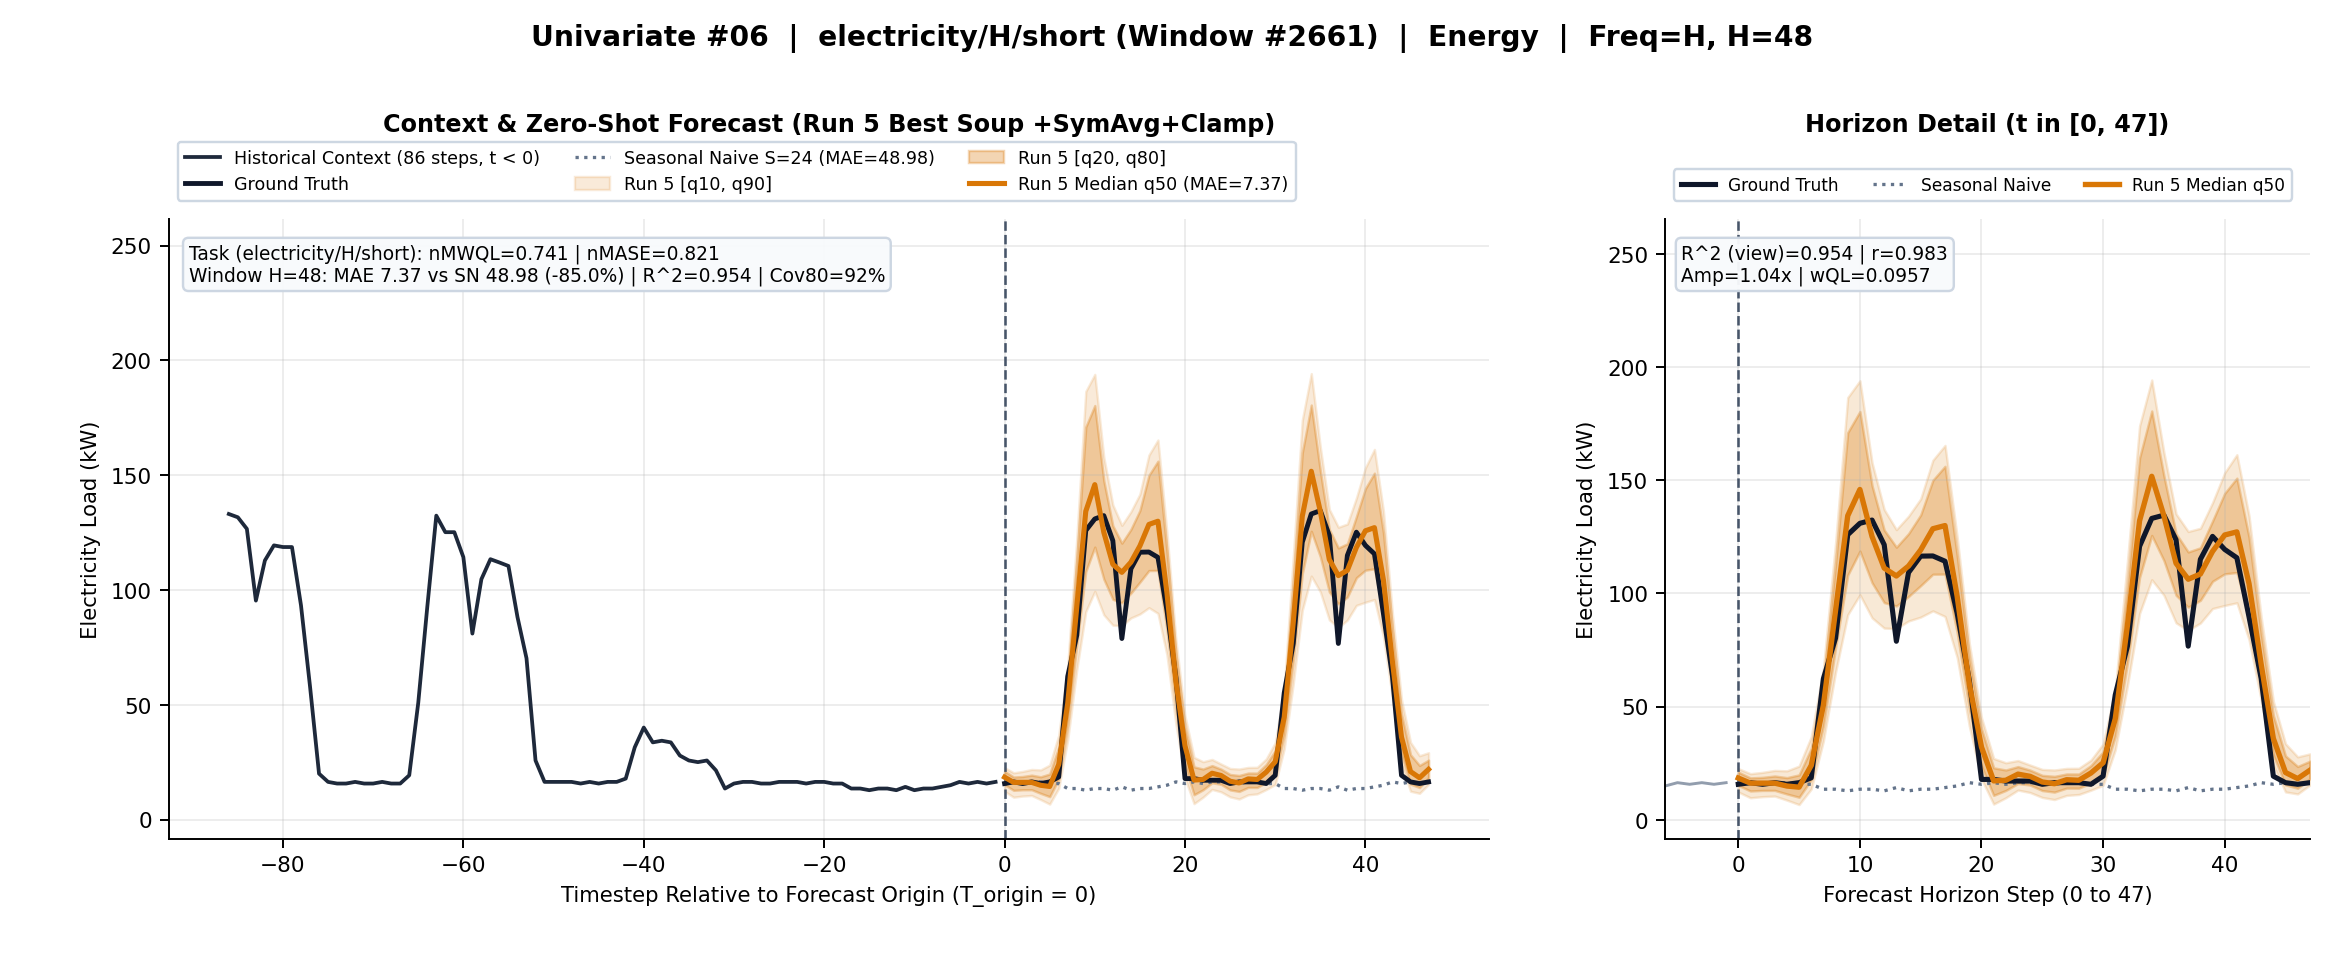 Univariate #06 | electricity/H/short (Window #2661) | Energy | Freq=H, H=48
Context & Zero-Shot Forecast (Run 5 Best Soup +SymAvg+Clamp)
Historical Context (86 steps, t < 0)
Ground Truth
Seasonal Naive S=24 (MAE=48.98)
Run 5 [q10, q90]
Run 5 [q20, q80]
Run 5 Median q50 (MAE=7.37)
Task (electricity/H/short): nMWQL=0.741 | nMASE=0.821
Window H=48: MAE 7.37 vs SN 48.98 (-85.0%) | R^2=0.954 | Cov80=92%
Electricity Load (kW)
250
200
150
100
50
0
−80 −60 −40 −20 0 20 40
Timestep Relative to Forecast Origin (T_origin = 0)
Horizon Detail (t in [0, 47])
Ground Truth Seasonal Naive Run 5 Median q50
R^2 (view)=0.954 | r=0.983
Amp=1.04x | wQL=0.0957
Electricity Load (kW)
250
200
150
100
50
0
0 10 20 30 40
Forecast Horizon Step (0 to 47)